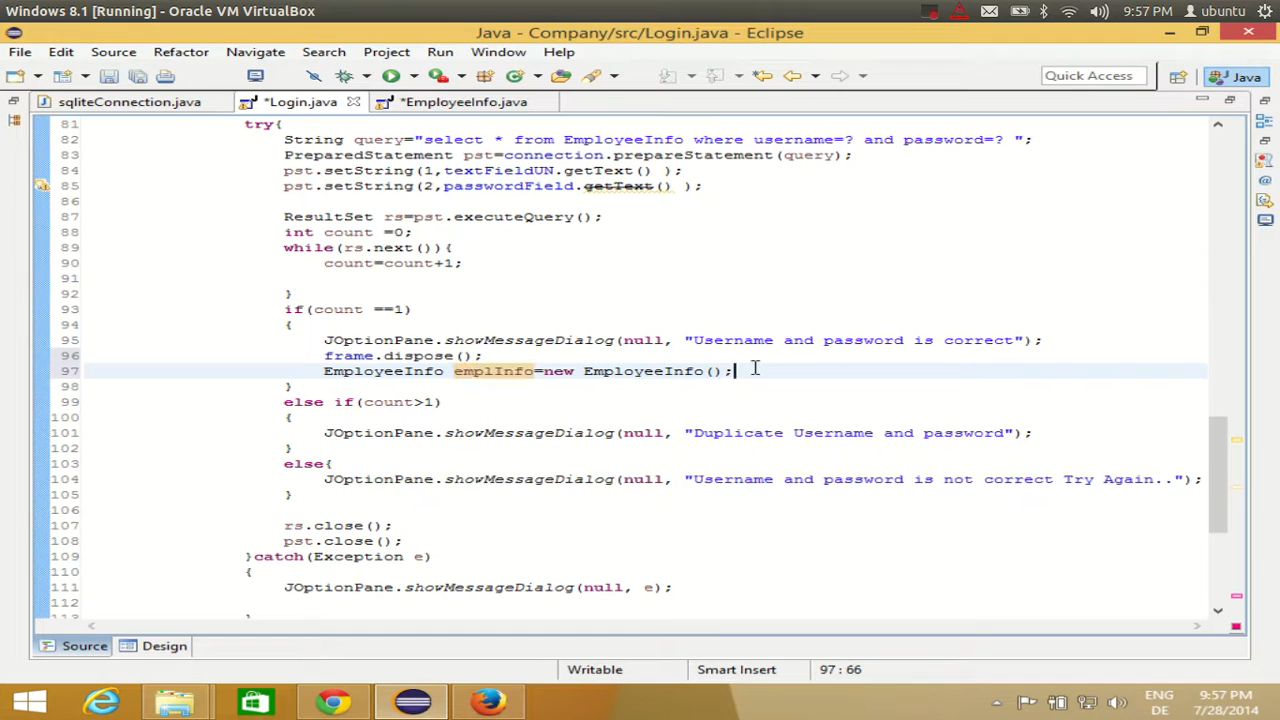 Windows 8.1 [Running] - Oracle VM VirtualBox
9:57 PM
ubuntu
Java - Company/src/Login.java - Eclipse
File Edit Source Refactor Navigate Search Project Run Window Help
Quick Access
Java
sqliteConnection.java
*Login.java
*EmployeeInfo.java
81 try{
82 String query="select * from EmployeeInfo where username=? and password=? ";
83 PreparedStatement pst=connection.prepareStatement(query);
84 pst.setString(1,textFieldUN.getText() );
85 pst.setString(2,passwordField.getText() );
86
87 ResultSet rs=pst.executeQuery();
88 int count =0;
89 while(rs.next()){
90 count=count+1;
91
92 }
93 if(count ==1)
94 {
95 JOptionPane.showMessageDialog(null, "Username and password is correct");
96 frame.dispose();
97 EmployeeInfo emplInfo=new EmployeeInfo();
98 }
99 else if(count>1)
100 {
101 JOptionPane.showMessageDialog(null, "Duplicate Username and password");
102 }
103 else{
104 JOptionPane.showMessageDialog(null, "Username and password is not correct Try Again..");
105 }
106
107 rs.close();
108 pst.close();
109 }catch(Exception e)
110 {
111 JOptionPane.showMessageDialog(null, e);
112
113 }
Source Design
Writable Smart Insert 97 : 66
ENG
DE
9:57 PM
7/28/2014